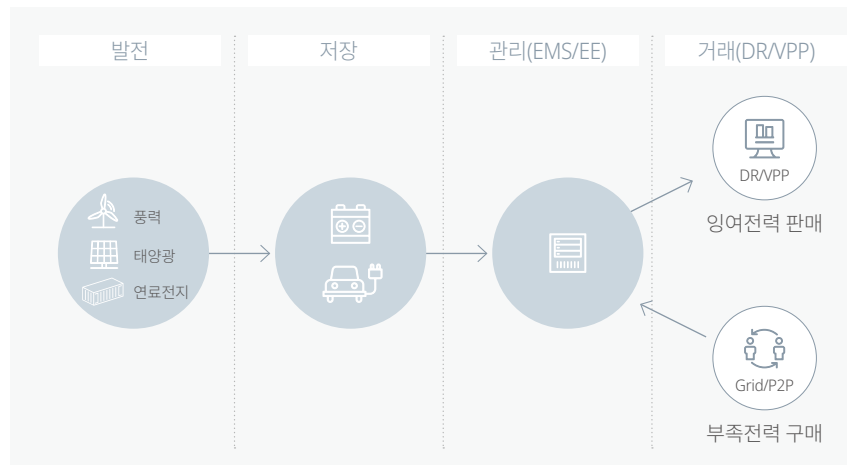 발전
저장
관리(EMS/EE)
거래(DR/VPP)
풍력
태양광
연료전지
DR/VPP
잉여전력 판매
Grid/P2P
부족전력 구매